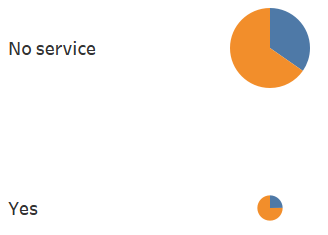 No service
Yes